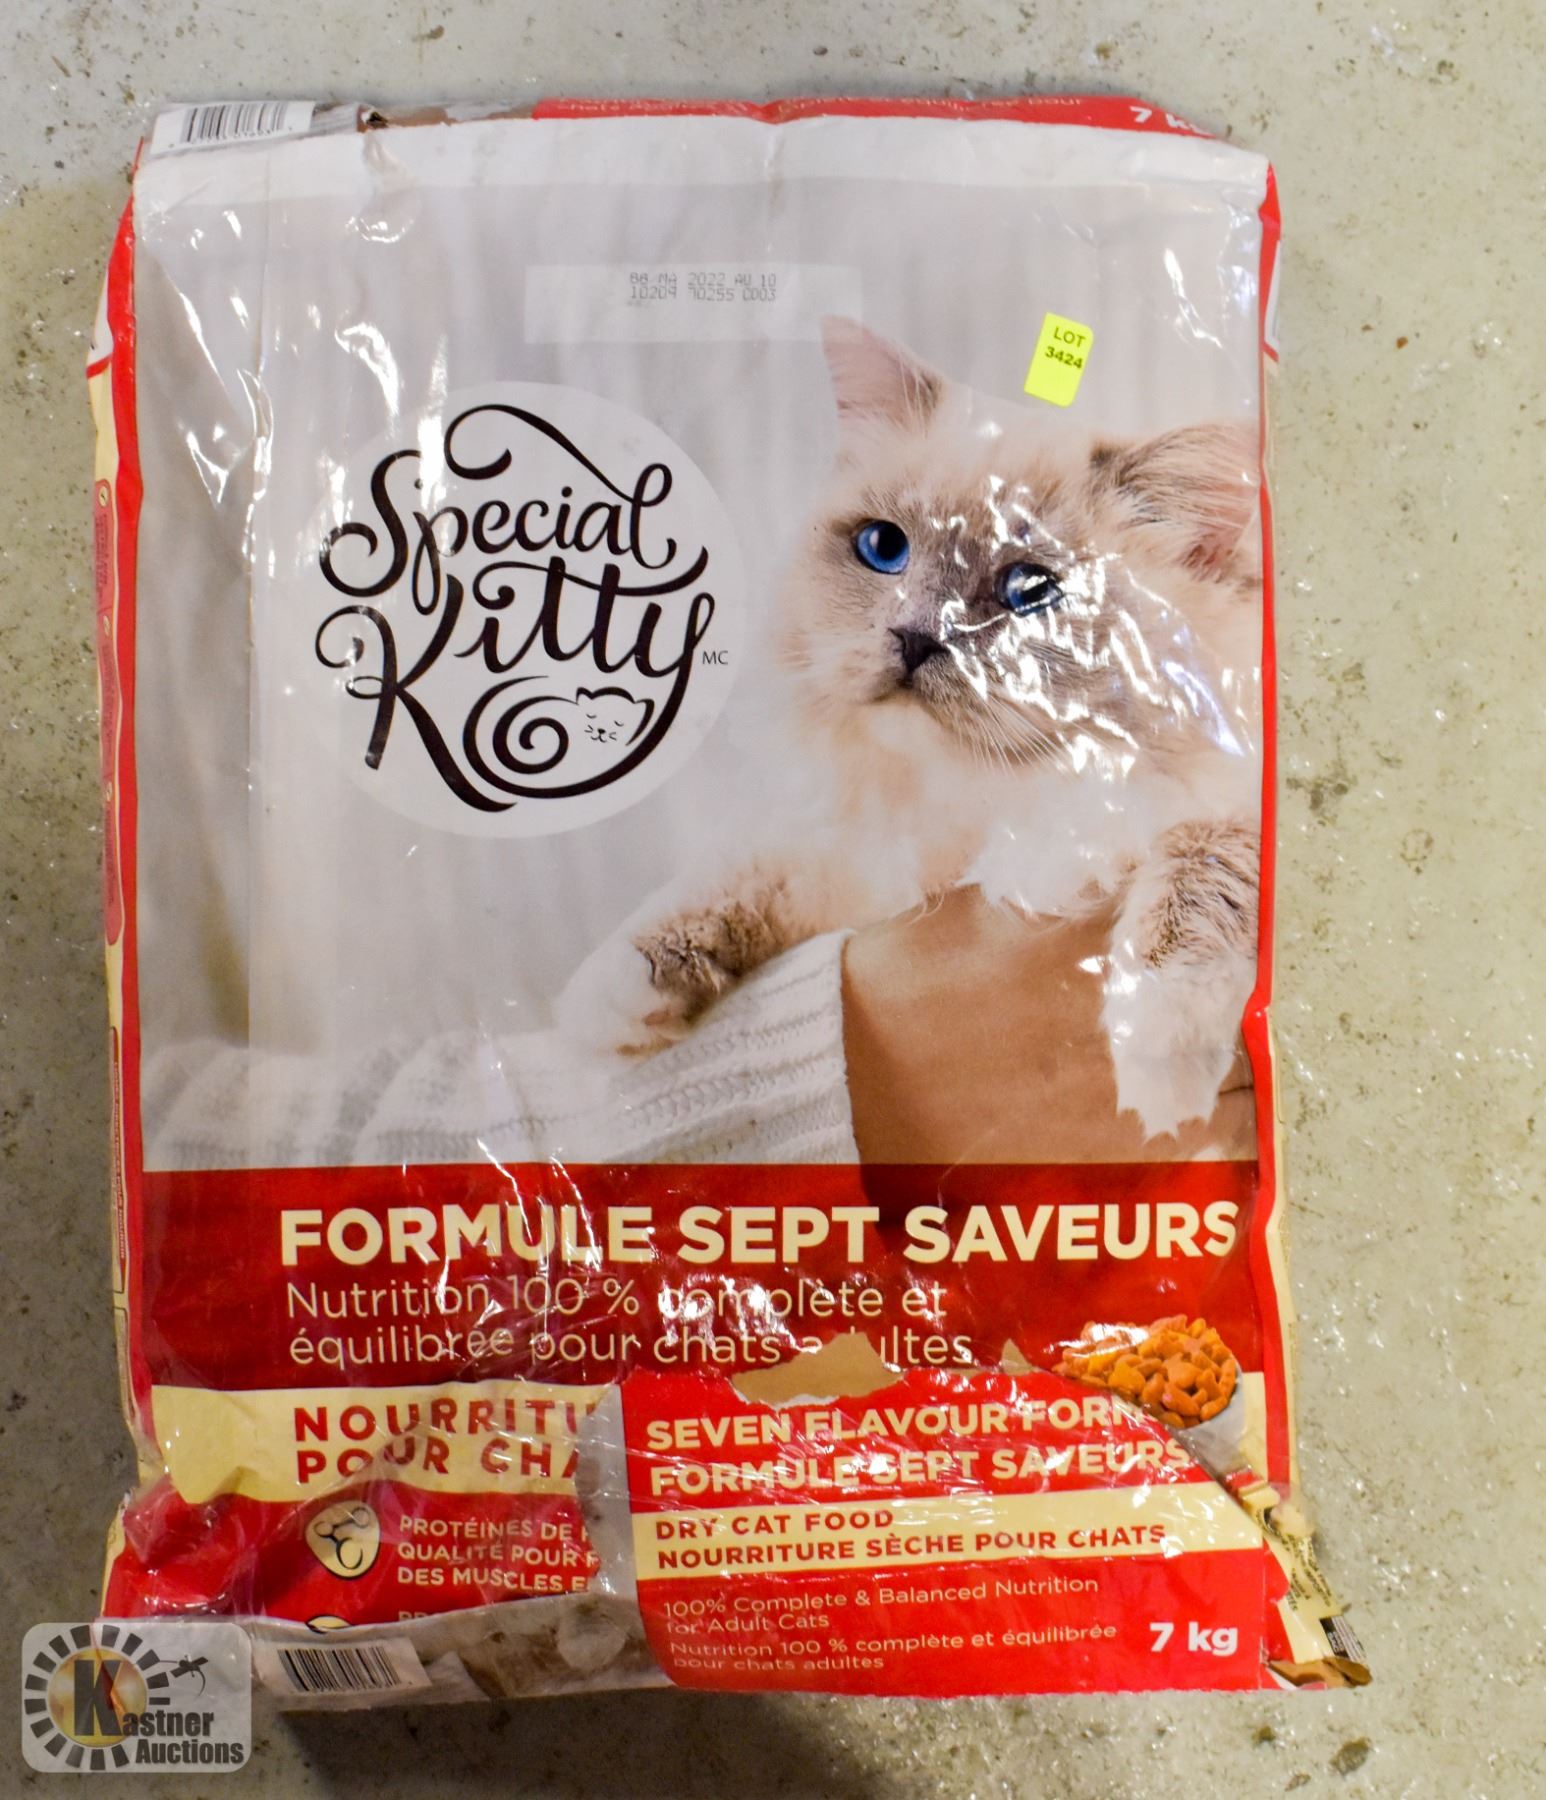 7 kg
BB/MA 2022 AU 10
10209 70255 C003
LOT
3424
Special
Kitty MC
FORMULE SEPT SAVEURS
Nutrition 100 % complète et
équilibrée pour chats a ultes
NOURRITU
POUR CHA
PROTÉINES DE
QUALITÉ POUR
DES MUSCLES E
SEVEN FLAVOUR FORM
FORMULE SEPT SAVEURS
DRY CAT FOOD
NOURRITURE SÈCHE POUR CHATS
100% Complete & Balanced Nutrition
for Adult Cats
Nutrition 100 % complète et équilibrée
pour chats adultes
7 kg
Kastner
Auctions